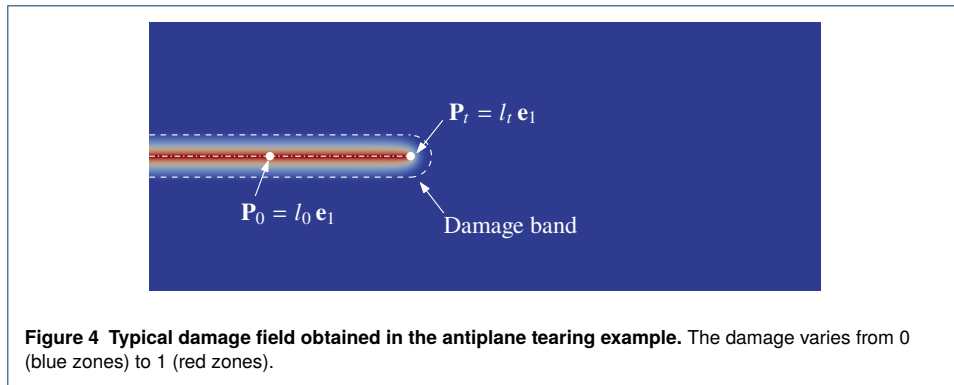 P_t = l_t e_1
P_0 = l_0 e_1
Damage band
Figure 4 Typical damage field obtained in the antiplane tearing example. The damage varies from 0
(blue zones) to 1 (red zones).